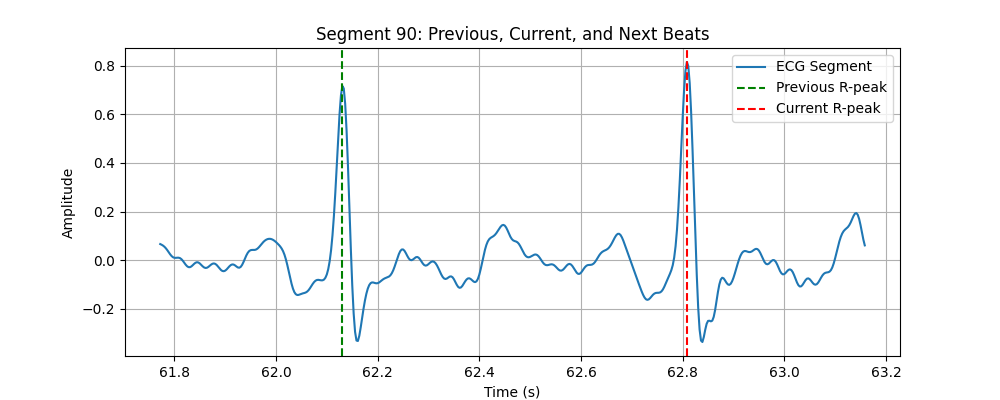 Segment 90: Previous, Current, and Next Beats
ECG Segment
Previous R-peak
Current R-peak
Amplitude
0.8
0.6
0.4
0.2
0.0
−0.2
61.8 62.0 62.2 62.4 62.6 62.8 63.0 63.2
Time (s)